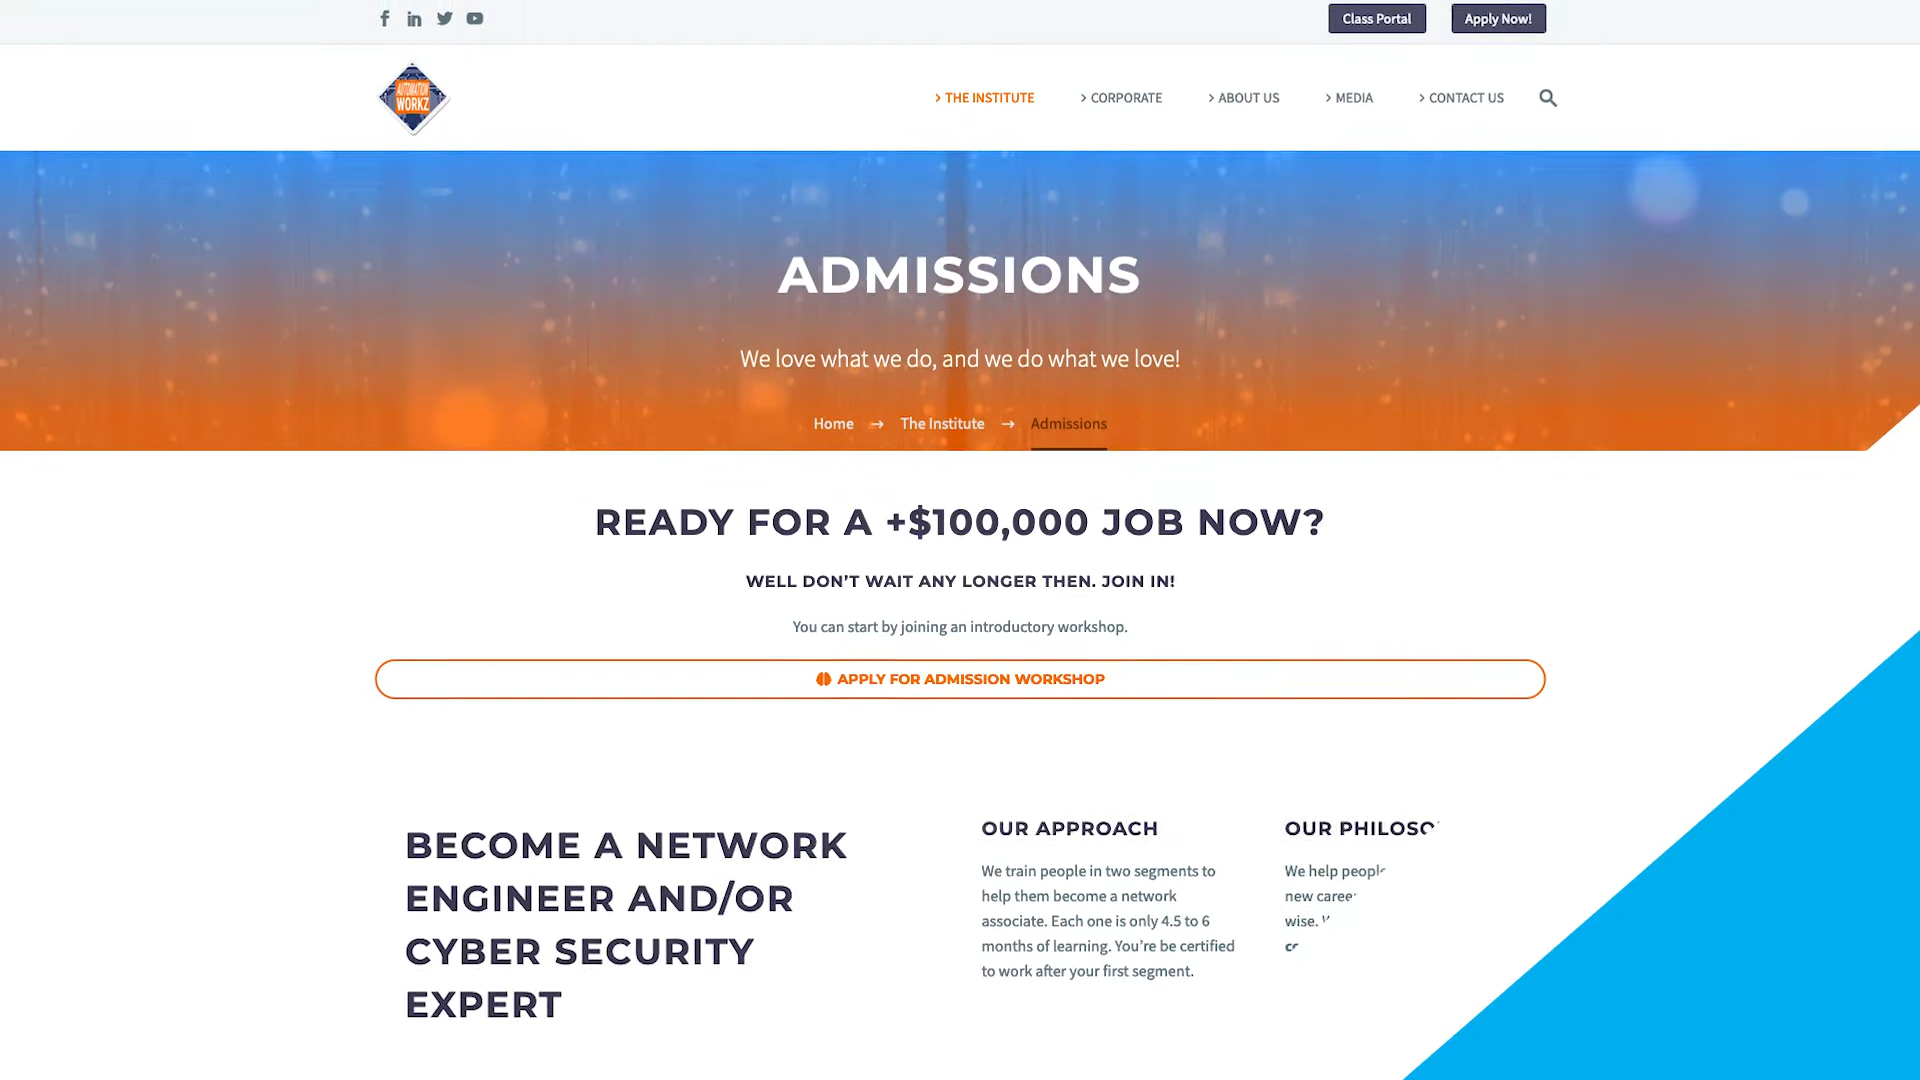 Class Portal
Apply Now!
AUTOMATION
WORKZ
THE INSTITUTE
CORPORATE
ABOUT US
MEDIA
CONTACT US
ADMISSIONS
We love what we do, and we do what we love!
Home → The Institute → Admissions
READY FOR A +$100,000 JOB NOW?
WELL DON'T WAIT ANY LONGER THEN. JOIN IN!
You can start by joining an introductory workshop.
APPLY FOR ADMISSION WORKSHOP
BECOME A NETWORK
ENGINEER AND/OR
CYBER SECURITY
EXPERT
OUR APPROACH
We train people in two segments to
help them become a network
associate. Each one is only 4.5 to 6
months of learning. You're be certified
to work after your first segment.
OUR
We help
new
wise.